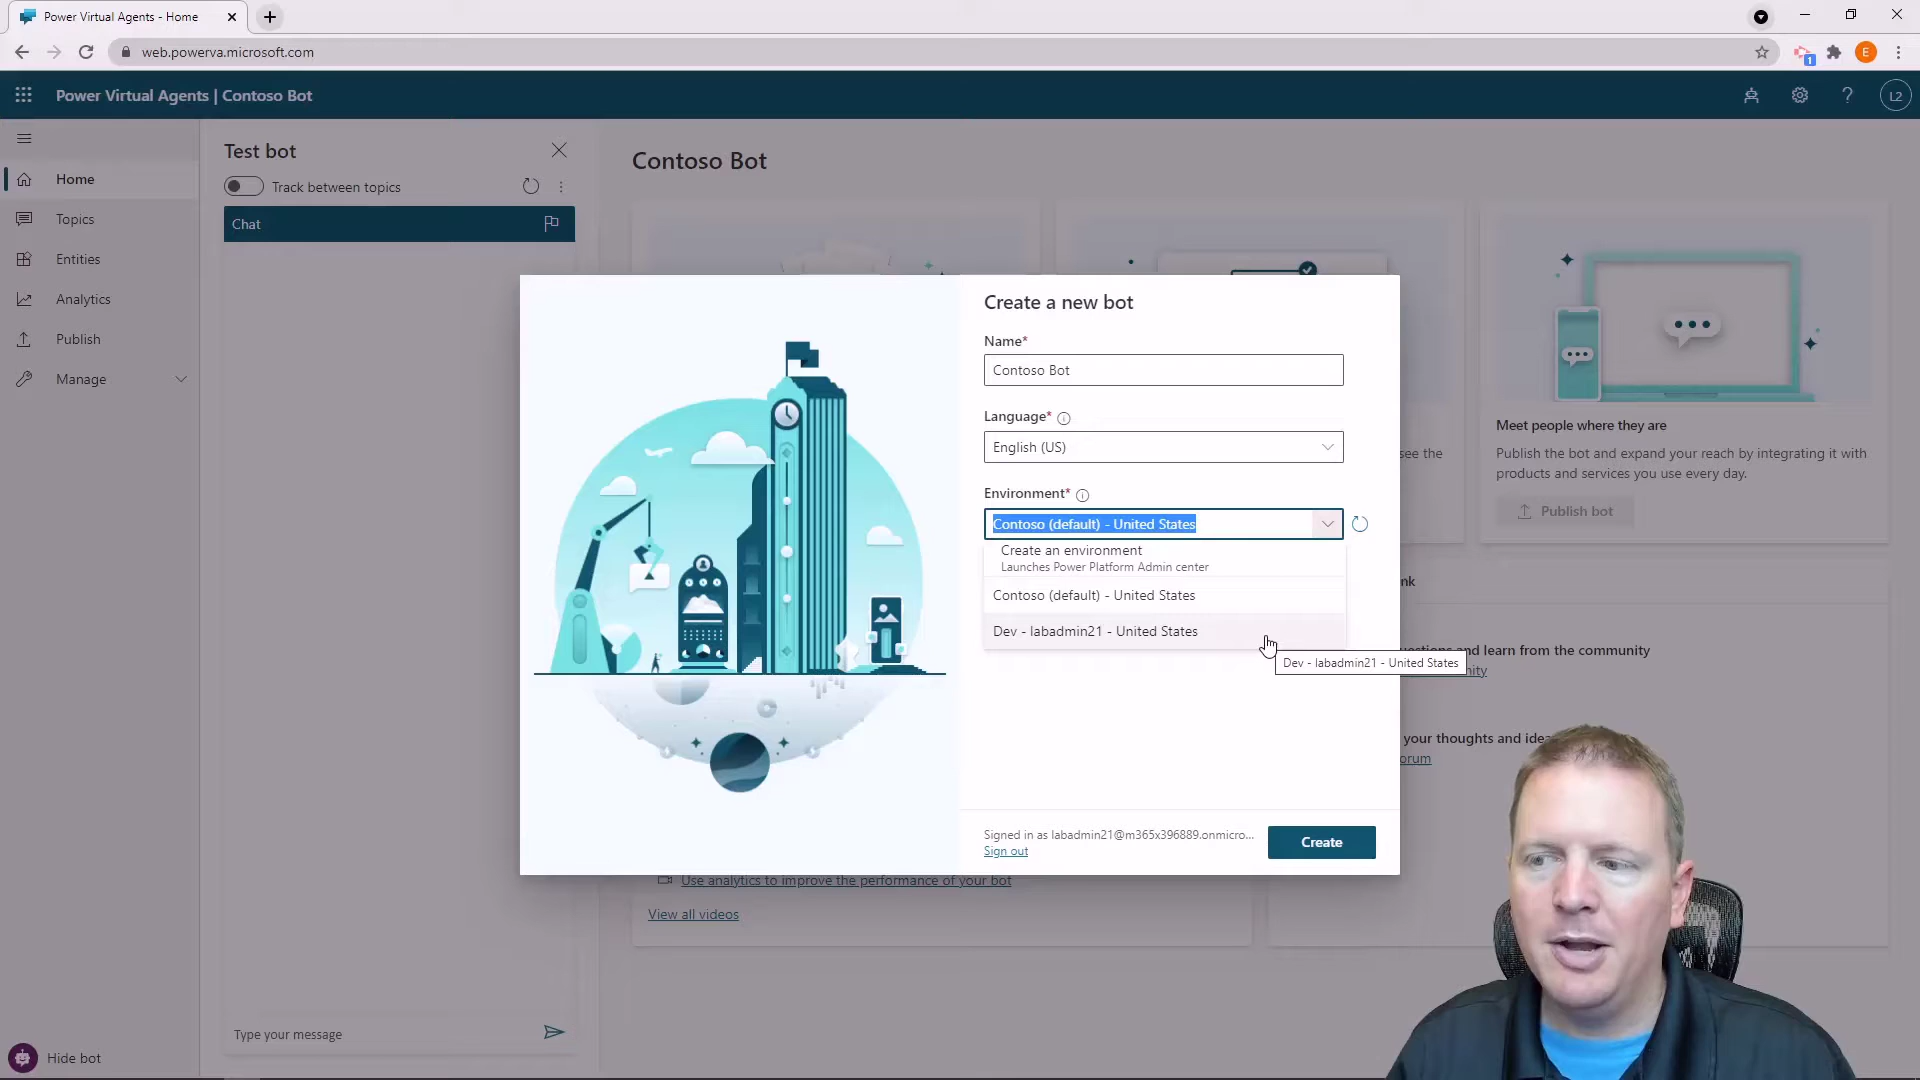 Power Virtual Agents - Home
web.powerva.microsoft.com
1
E
Power Virtual Agents | Contoso Bot
L2
Home
Topics
Entities
Analytics
Publish
Manage
Hide bot
Test bot
Track between topics
Chat
Type your message
Contoso Bot
Create a new bot
Name*
Contoso Bot
Language*
English (US)
Environment*
Contoso (default) - United States
Create an environment
Launches Power Platform Admin center
Contoso (default) - United States
Dev - labadmin21 - United States
Dev - labadmin21 - United States
Signed in as labadmin21@m365x396889.onmicro...
Sign out
Create
see the
Meet people where they are
Publish the bot and expand your reach by integrating it with
products and services you use every day.
Publish bot
and learn from the community
your thoughts and
Use analytics to improve the performance of your bot
View all videos